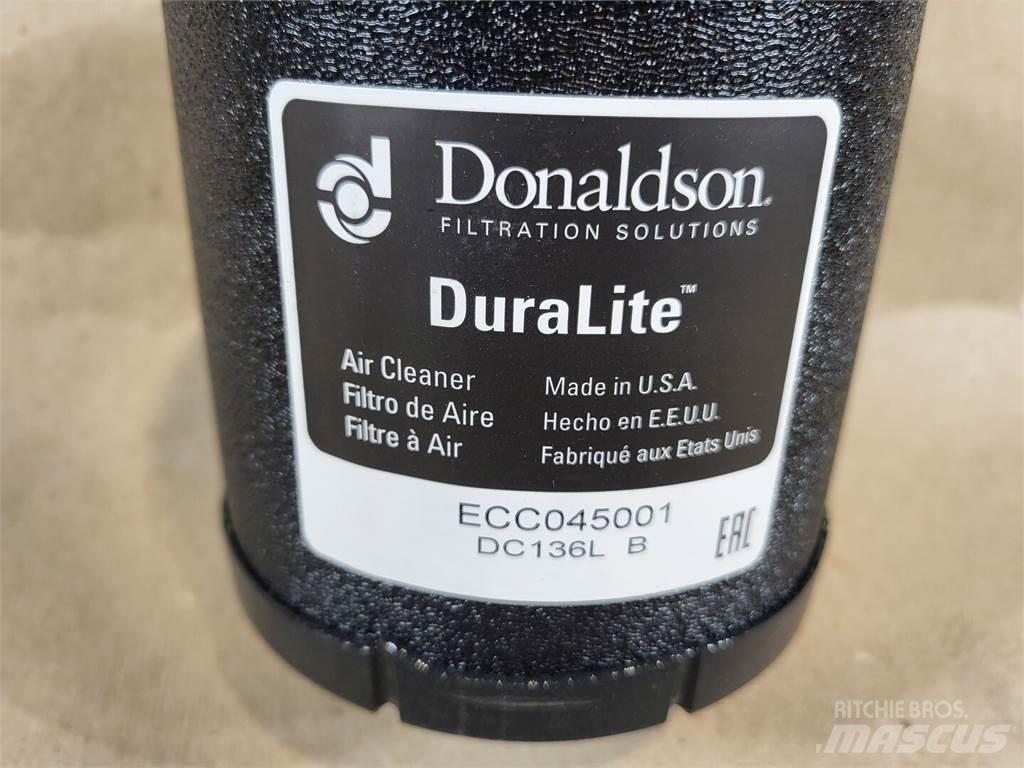 Donaldson®
FILTRATION SOLUTIONS
DuraLite™
Air Cleaner
Filtro de Aire
Filtre à Air
Made in U.S.A.
Hecho en E.E.U.U.
Fabriqué aux Etats Unis
ECC045001
DC136L B
EAC
RITCHIE BROS.
MASCUS